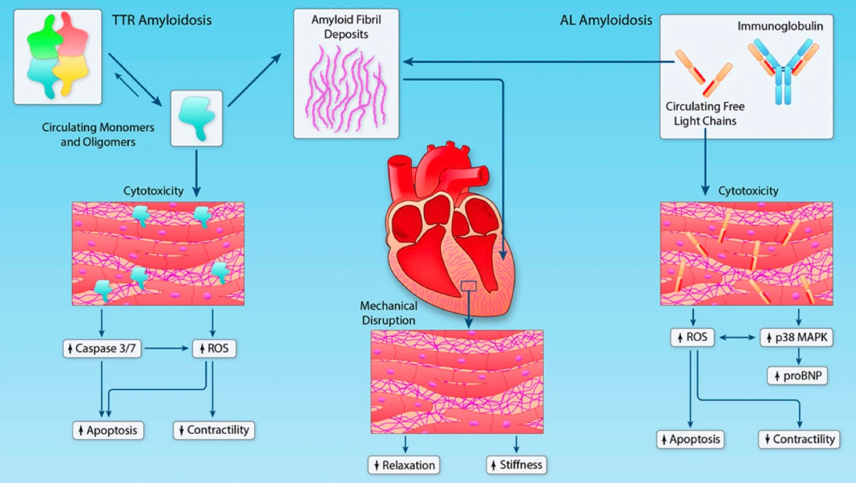 TTR Amyloidosis
Circulating Monomers
and Oligomers
Cytotoxicity
Caspase 3/7
ROS
Apoptosis
Contractility
Amyloid Fibril
Deposits
Mechanical
Disruption
Relaxation
Stiffness
AL Amyloidosis
Immunoglobulin
Circulating Free
Light Chains
Cytotoxicity
ROS
p38 MAPK
proBNP
Apoptosis
Contractility